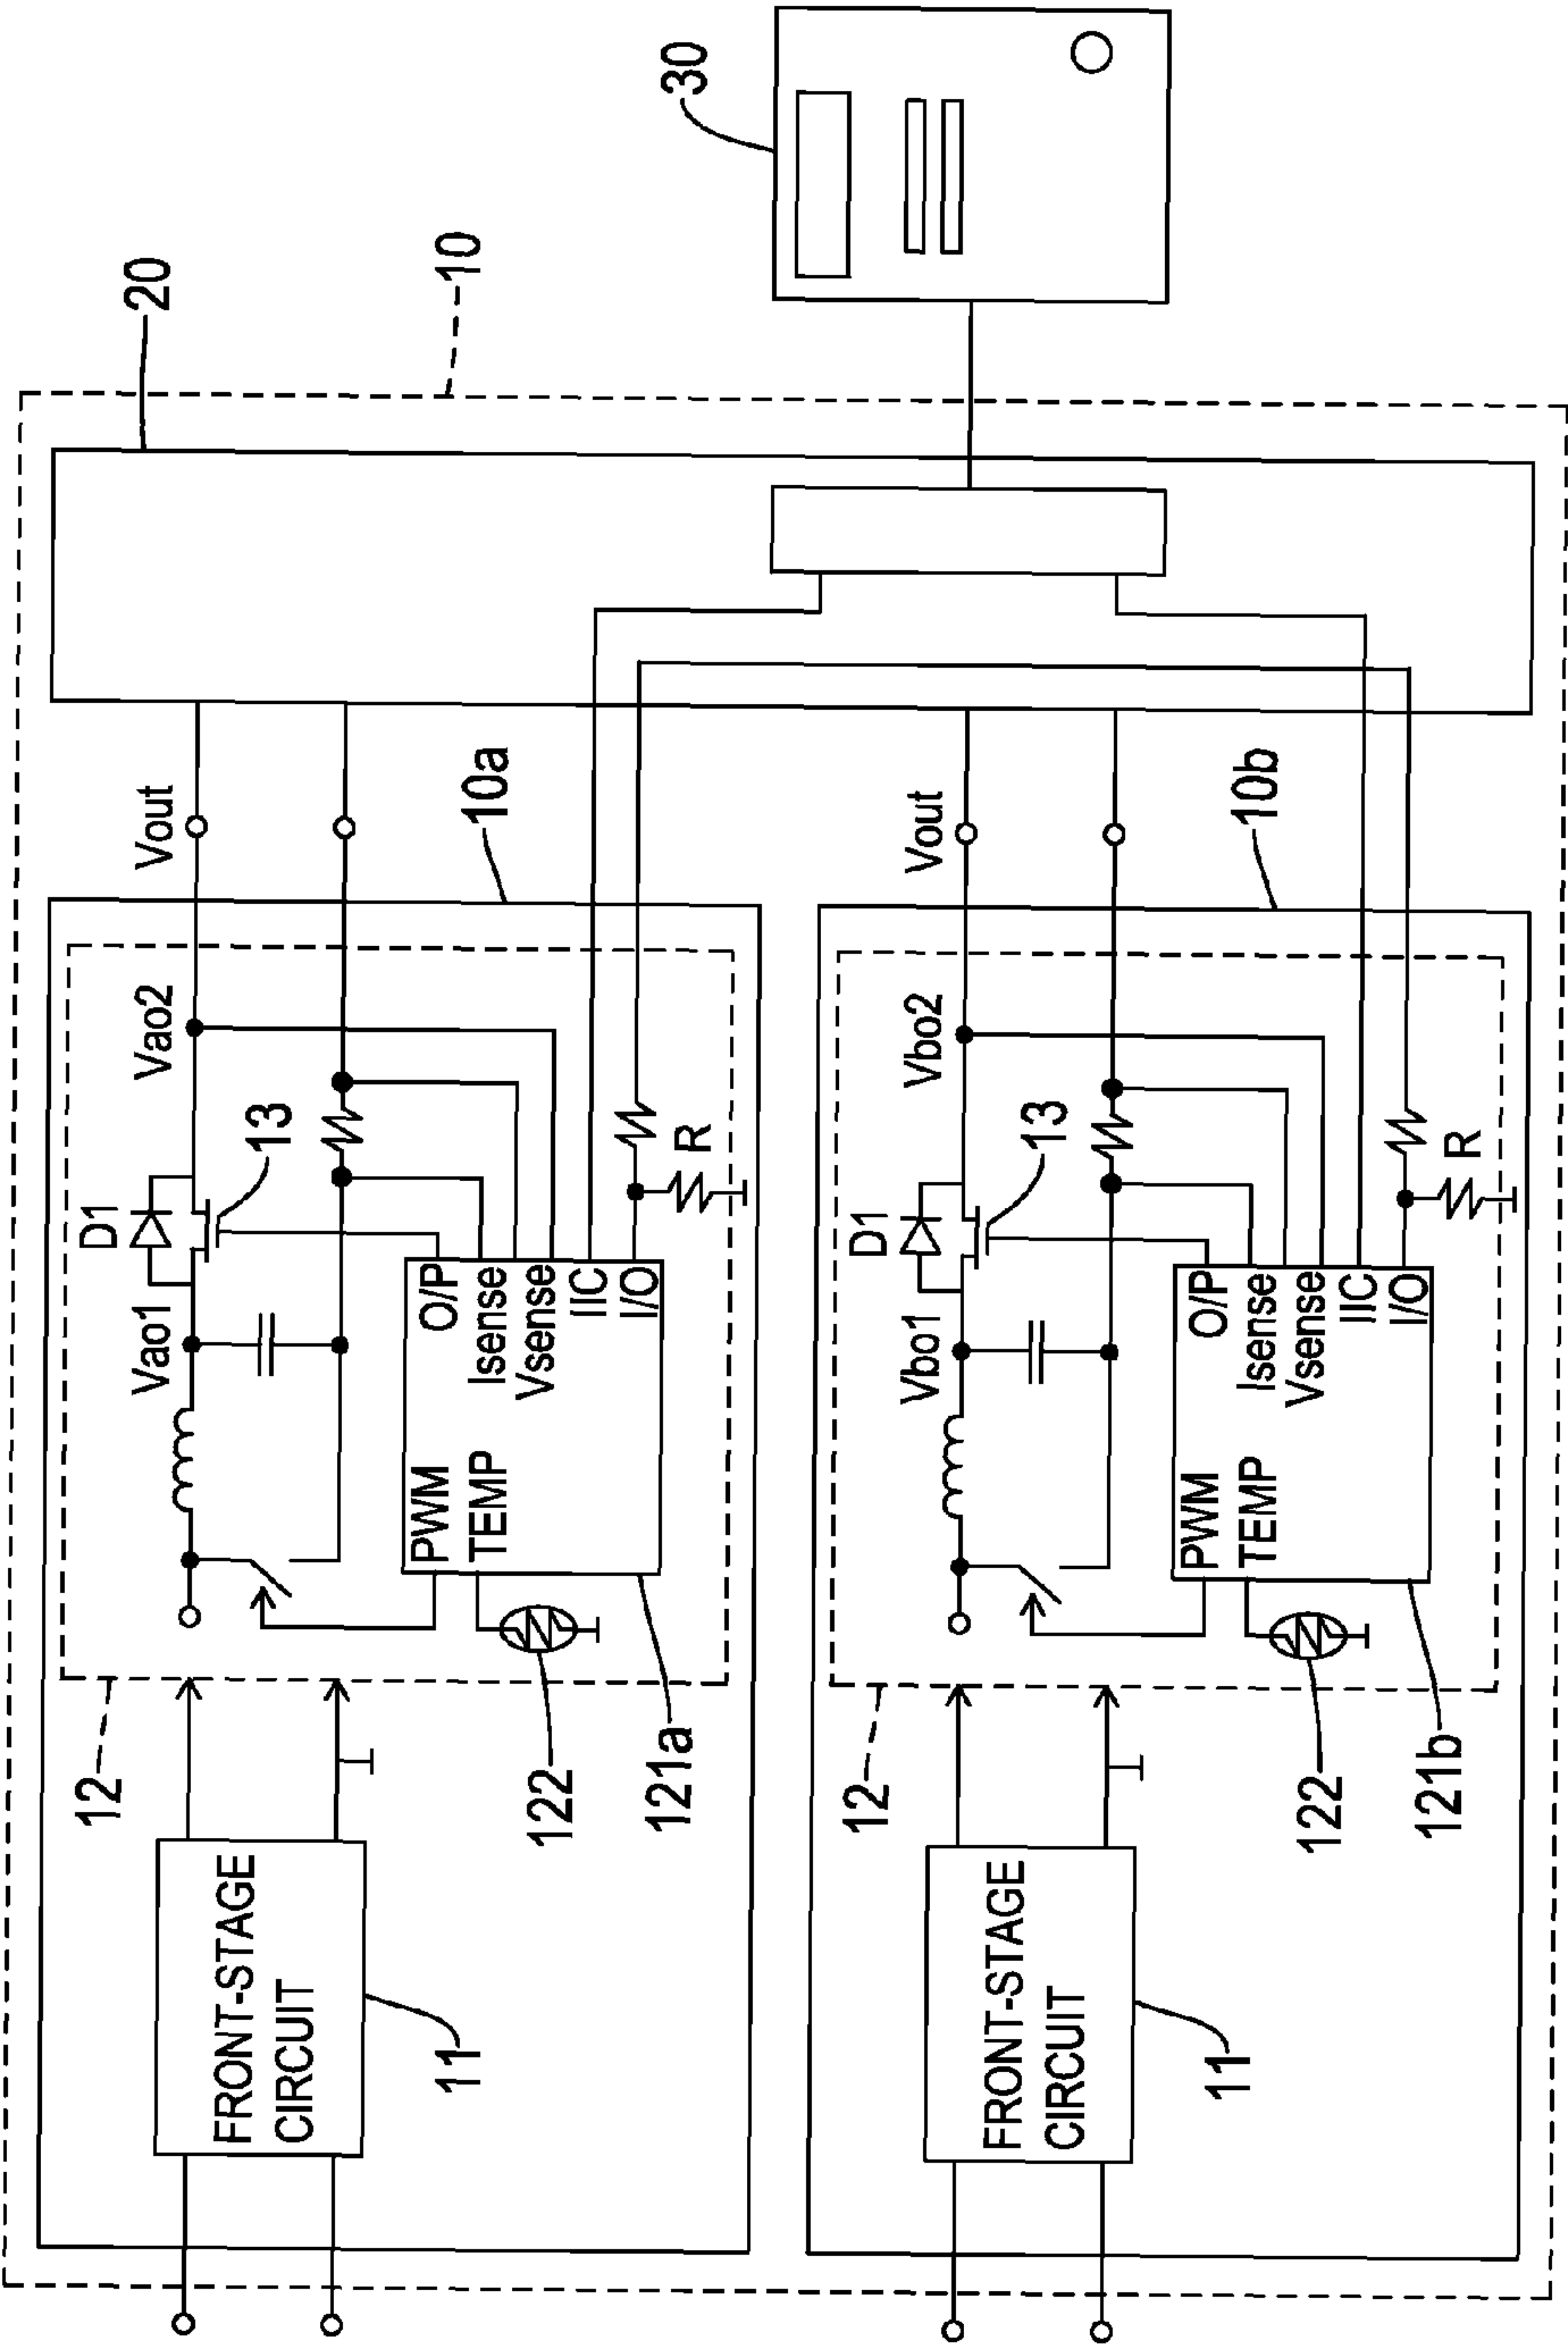 20
10
30
Vout
10a
Vao1
D1
Vao2
13
O/P
Isense
Vsense
IIC
I/O
PWM
TEMP
R
12
122
121a
FRONT-STAGE
CIRCUIT
11
Vout
10b
Vbo1
D1
Vbo2
13
O/P
Isense
Vsense
IIC
I/O
PWM
TEMP
R
12
122
121b
FRONT-STAGE
CIRCUIT
11